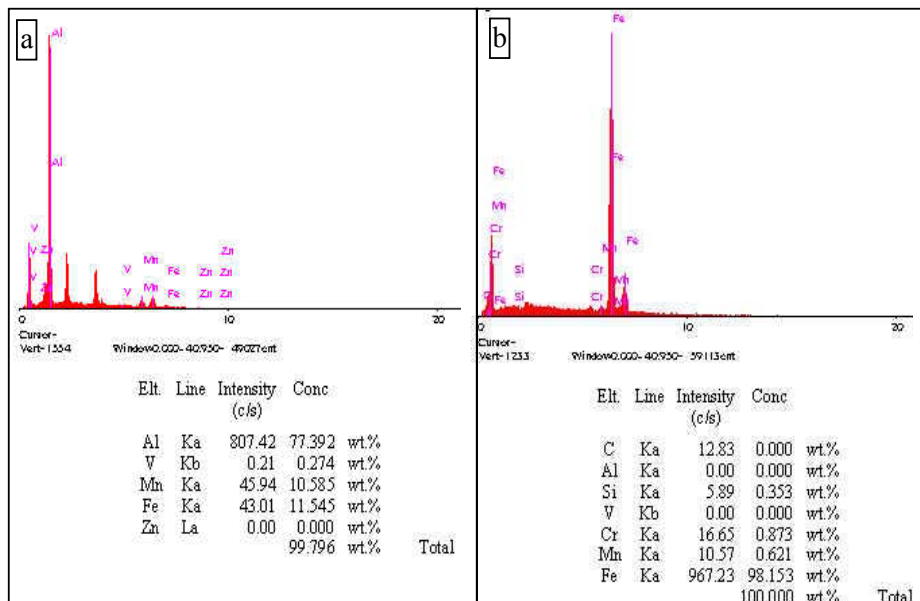 a
Al
Al
V
Zn
V
V
V
V
Mn
Mn
Fe
Fe
Zn
Zn
Zn
Zn
Zn
0
10
20
Cursor-
Vert-1554 Window0.000-40.950- 49027cnt
Elt. Line Intensity Conc
(c/s)
Al Ka 807.42 77.392 wt.%
V Kb 0.21 0.274 wt.%
Mn Ka 45.94 10.585 wt.%
Fe Ka 43.01 11.545 wt.%
Zn La 0.00 0.000 wt.%
99.796 wt.% Total
b
Fe
Fe
Fe
Fe
Mn
Cr
Cr
Fe
Si
Si
Cr
Cr
Mn
Fe
Mn
0
10
20
Cursor-
Vert-1233 Window0.000-40.950- 59113cnt
Elt. Line Intensity Conc
(c/s)
C Ka 12.83 0.000 wt.%
Al Ka 0.00 0.000 wt.%
Si Ka 5.89 0.353 wt.%
V Kb 0.00 0.000 wt.%
Cr Ka 16.65 0.873 wt.%
Mn Ka 10.57 0.621 wt.%
Fe Ka 967.23 98.153 wt.%
100.000 wt.% Total